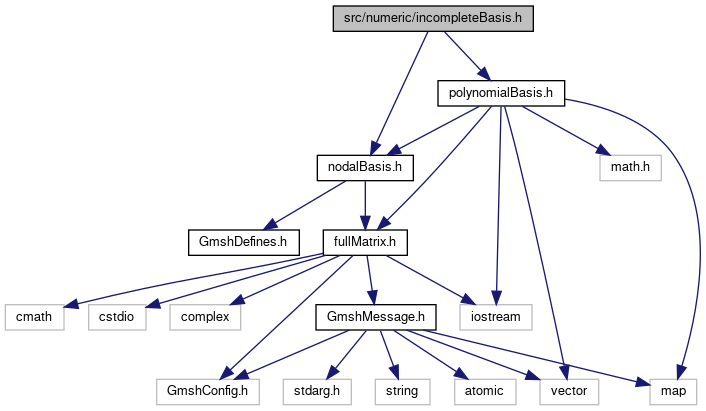 src/numeric/incompleteBasis.h
polynomialBasis.h
nodalBasis.h
math.h
GmshDefines.h
fullMatrix.h
cmath
cstdio
complex
GmshMessage.h
iostream
GmshConfig.h
stdarg.h
string
atomic
vector
map